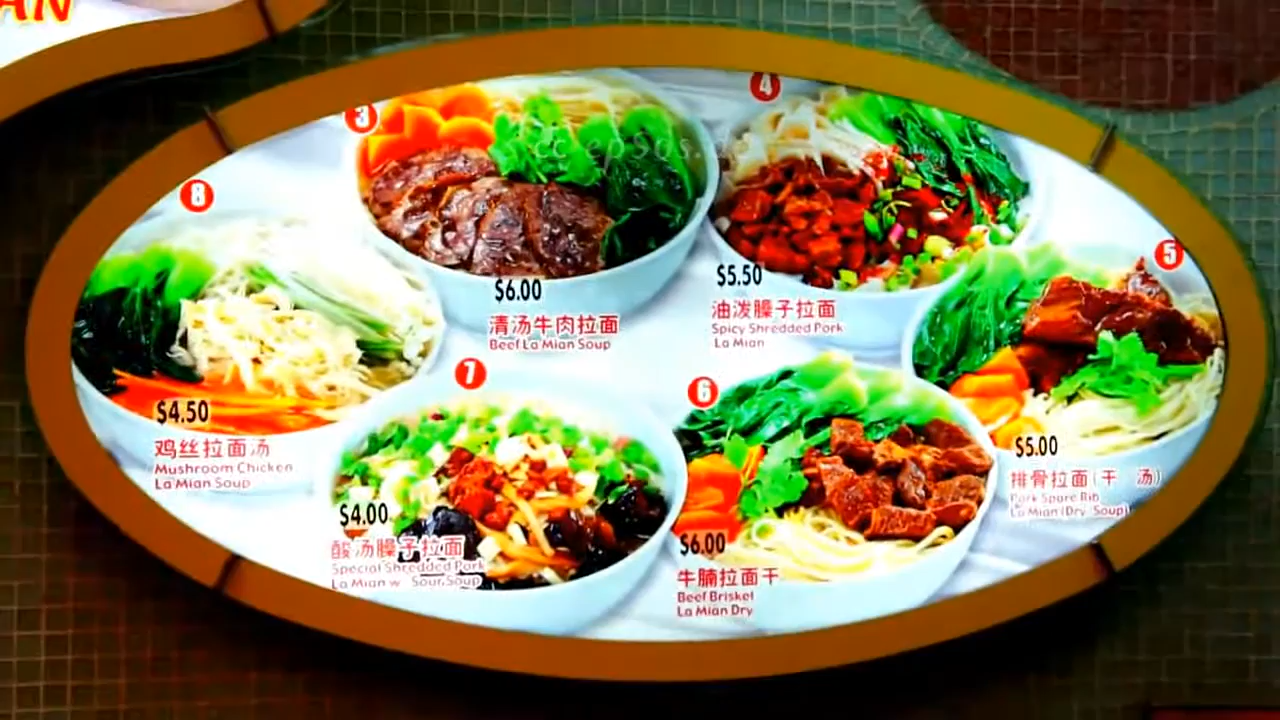 AN
3
$6.00
清汤牛肉拉面
Beef La Mian Soup
4
$5.50
油泼臊子拉面
Spicy Shredded Pork
La Mian
5
$5.00
排骨拉面(干 汤)
Pork Spare Rib
La Mian (Dry Soup)
6
$6.00
牛腩拉面干
Beef Brisket
La Mian Dry
7
$4.00
酸汤臊子拉面
Special Shredded Pork
La Mian w Sour Soup
8
$4.50
鸡丝拉面汤
Mushroom Chicken
La Mian Soup